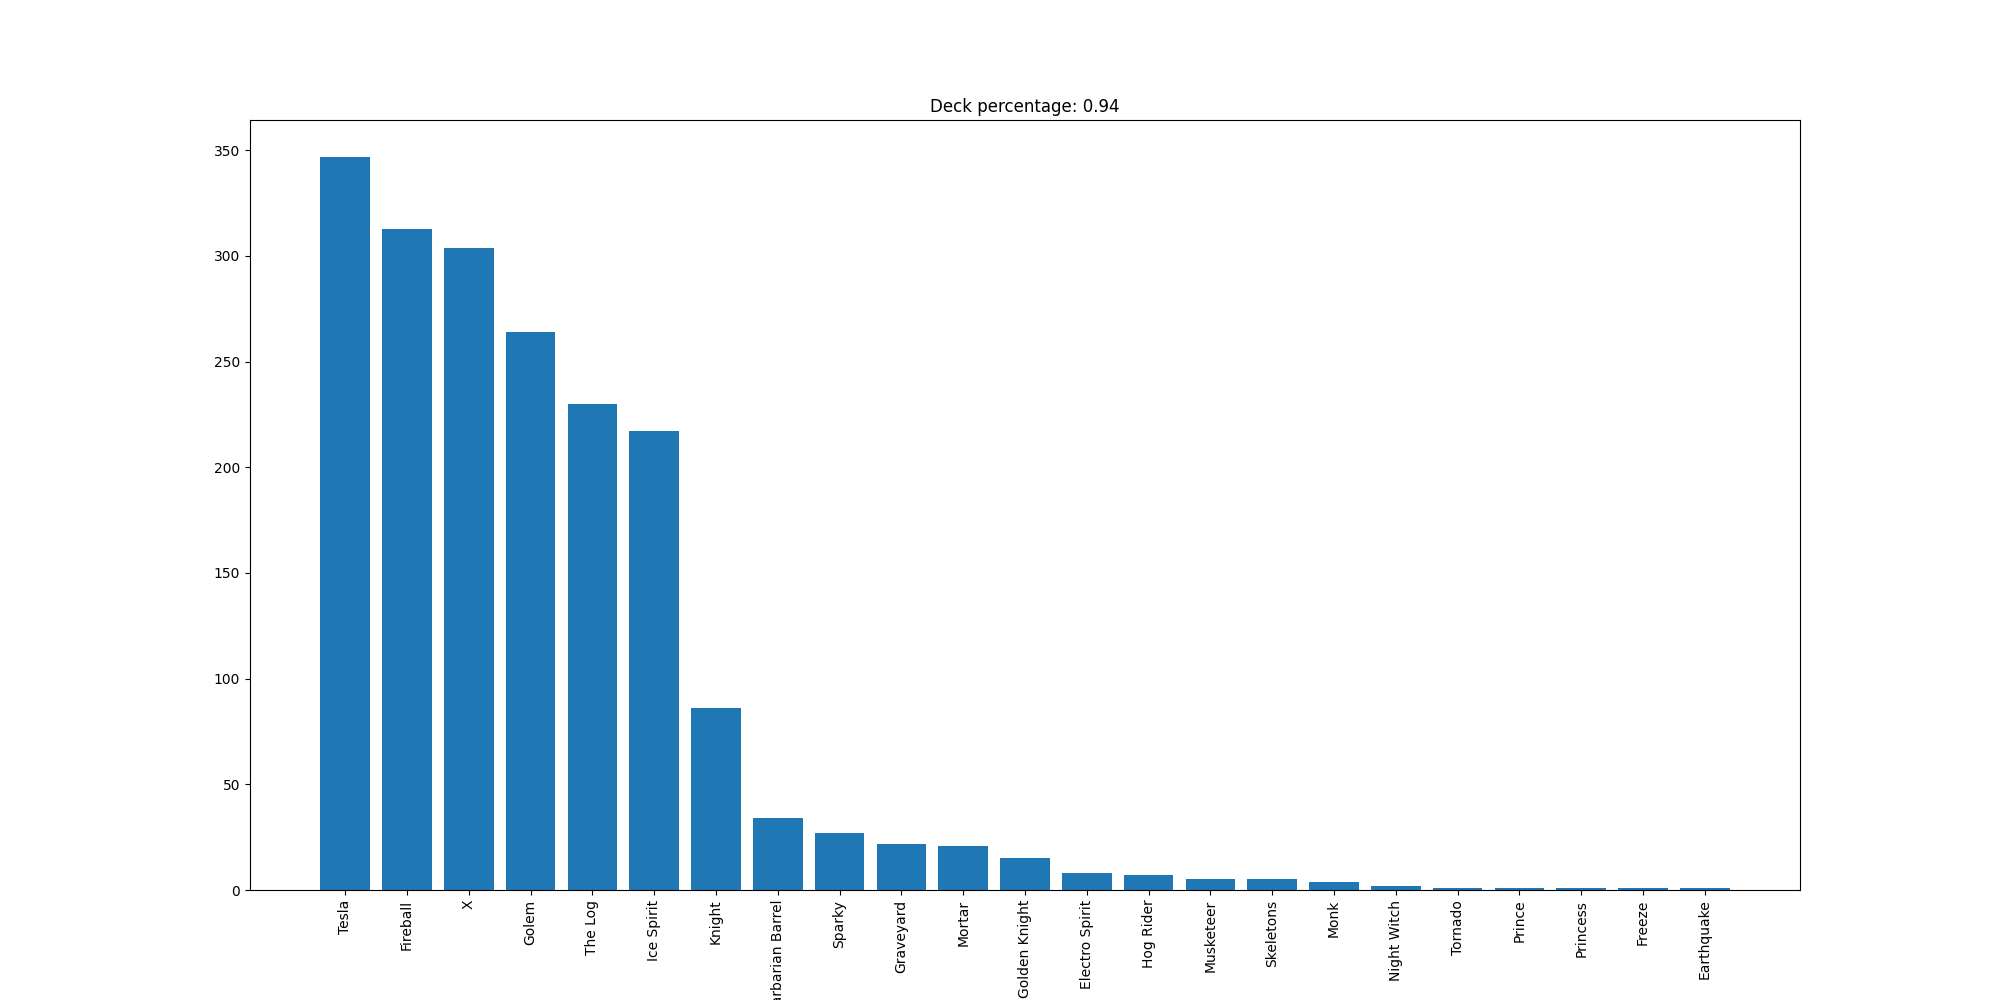 Deck percentage: 0.94
350
300
250
200
150
100
50
0
Tesla
Fireball
X
Golem
The Log
Ice Spirit
Knight
arbarian Barrel
Sparky
Graveyard
Mortar
Golden Knight
Electro Spirit
Hog Rider
Musketeer
Skeletons
Monk
Night Witch
Tornado
Prince
Princess
Freeze
Earthquake